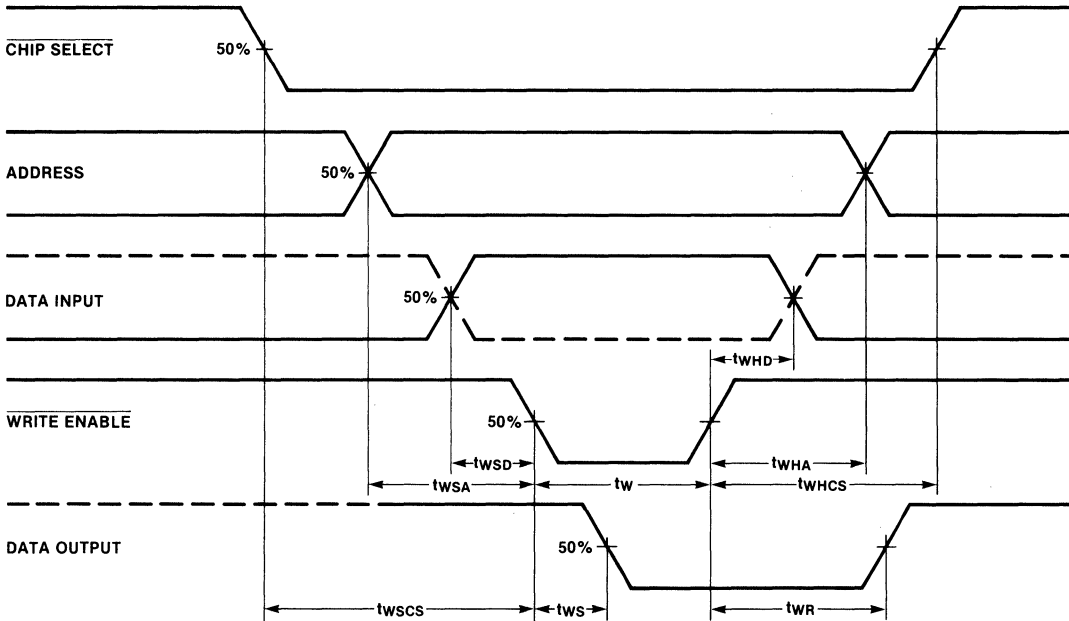 CHIP SELECT
50%
ADDRESS
50%
DATA INPUT
50%
tWHD
WRITE ENABLE
50%
tWSD
tWHA
tWSA
tW
tWHCS
DATA OUTPUT
50%
tWSCS
tWS
tWR